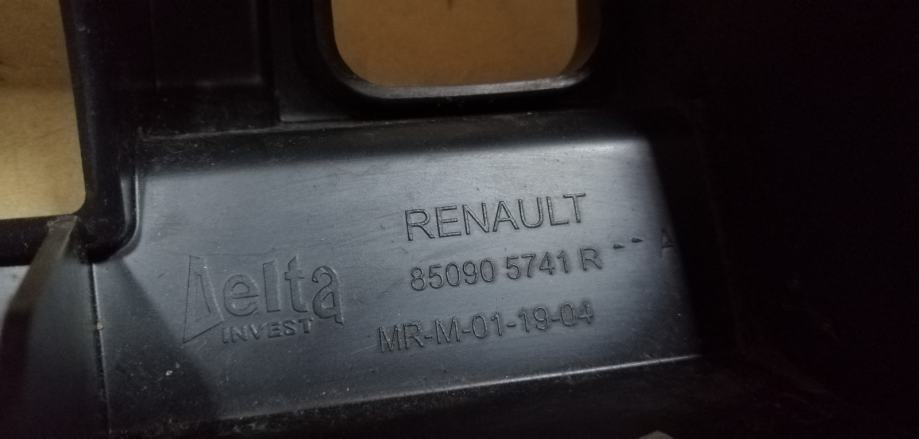 RENAULT
85090 5741 R -- A
Delta
INVEST
MR-M-01-19-04